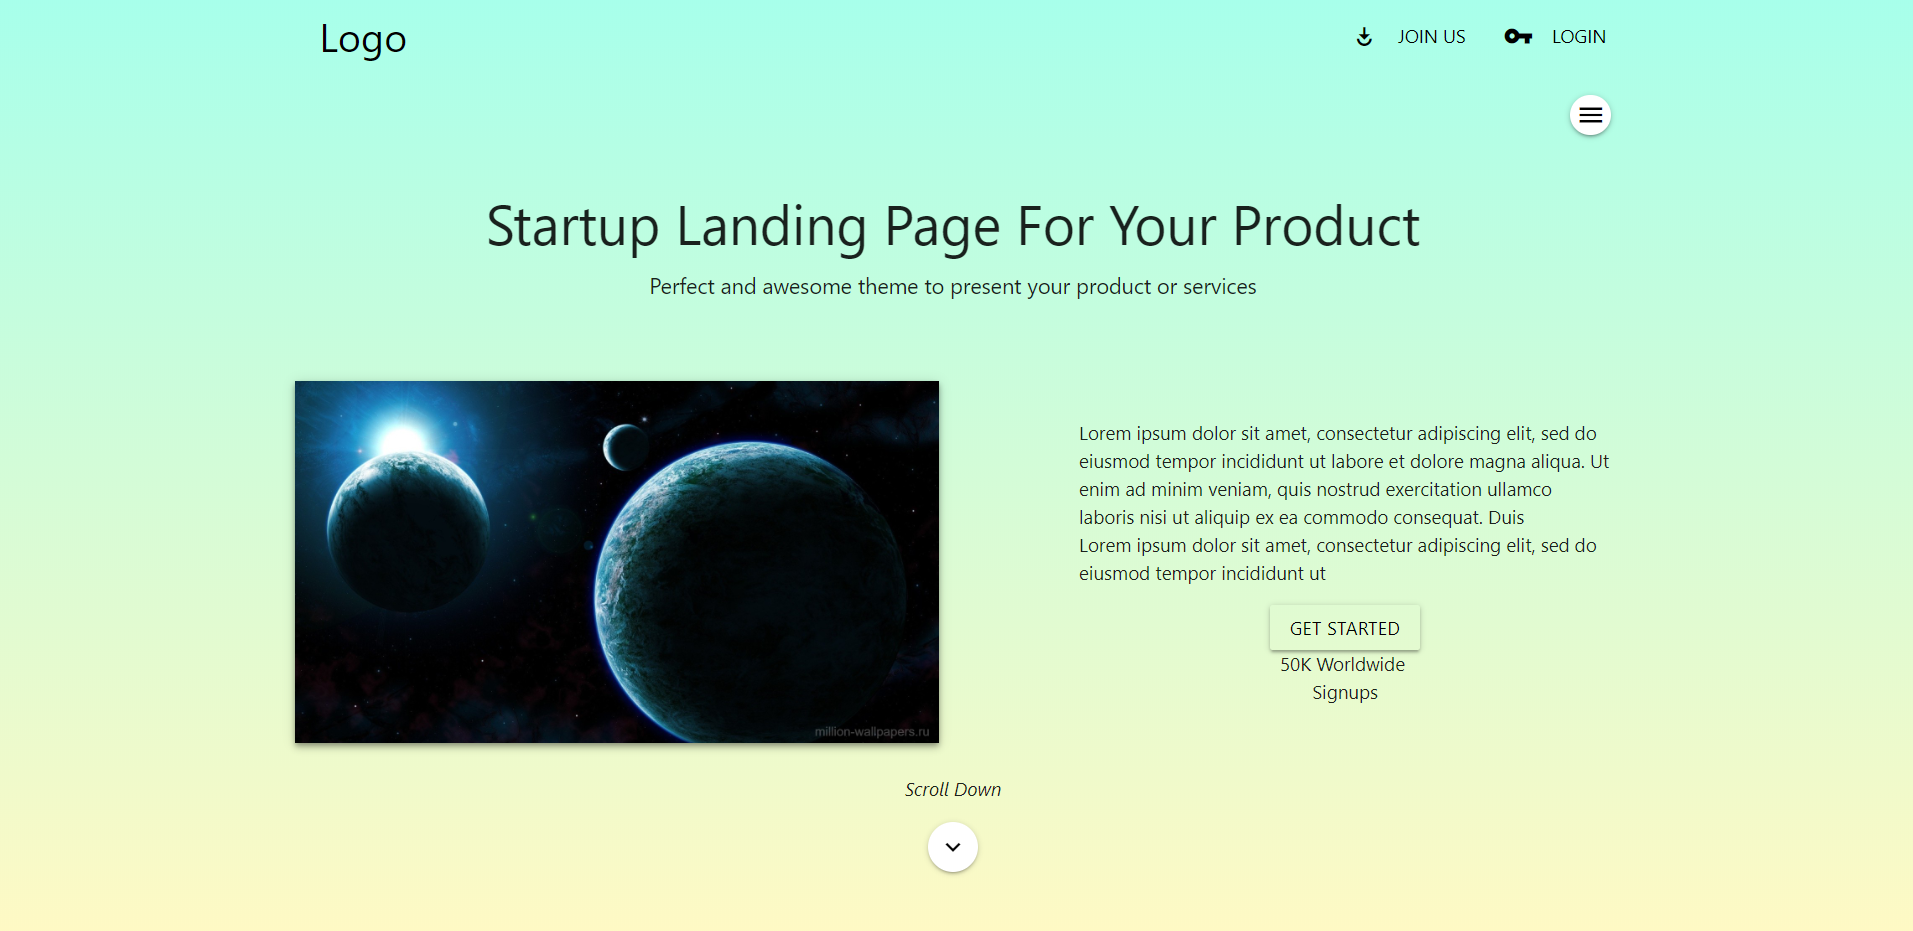 Logo
JOIN US
LOGIN
Startup Landing Page For Your Product
Perfect and awesome theme to present your product or services
Lorem ipsum dolor sit amet, consectetur adipiscing elit, sed do
eiusmod tempor incididunt ut labore et dolore magna aliqua. Ut
enim ad minim veniam, quis nostrud exercitation ullamco
laboris nisi ut aliquip ex ea commodo consequat. Duis
Lorem ipsum dolor sit amet, consectetur adipiscing elit, sed do
eiusmod tempor incididunt ut
GET STARTED
50K Worldwide
Signups
million-wallpapers.ru
Scroll Down